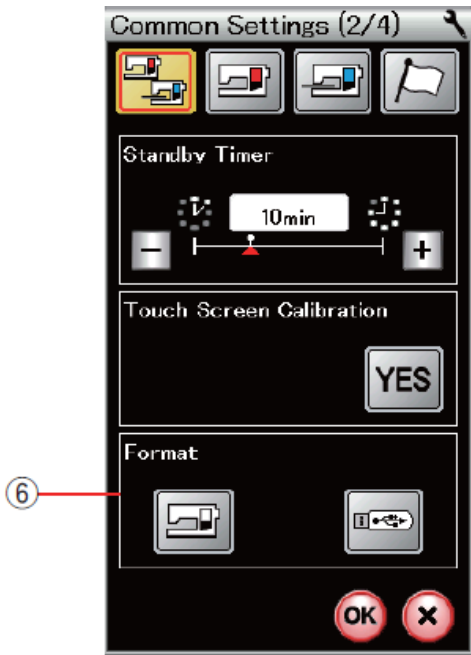 Common Settings (2/4)
Standby Timer
10min
− +
Touch Screen Calibration
YES
Format
⑥
OK ×